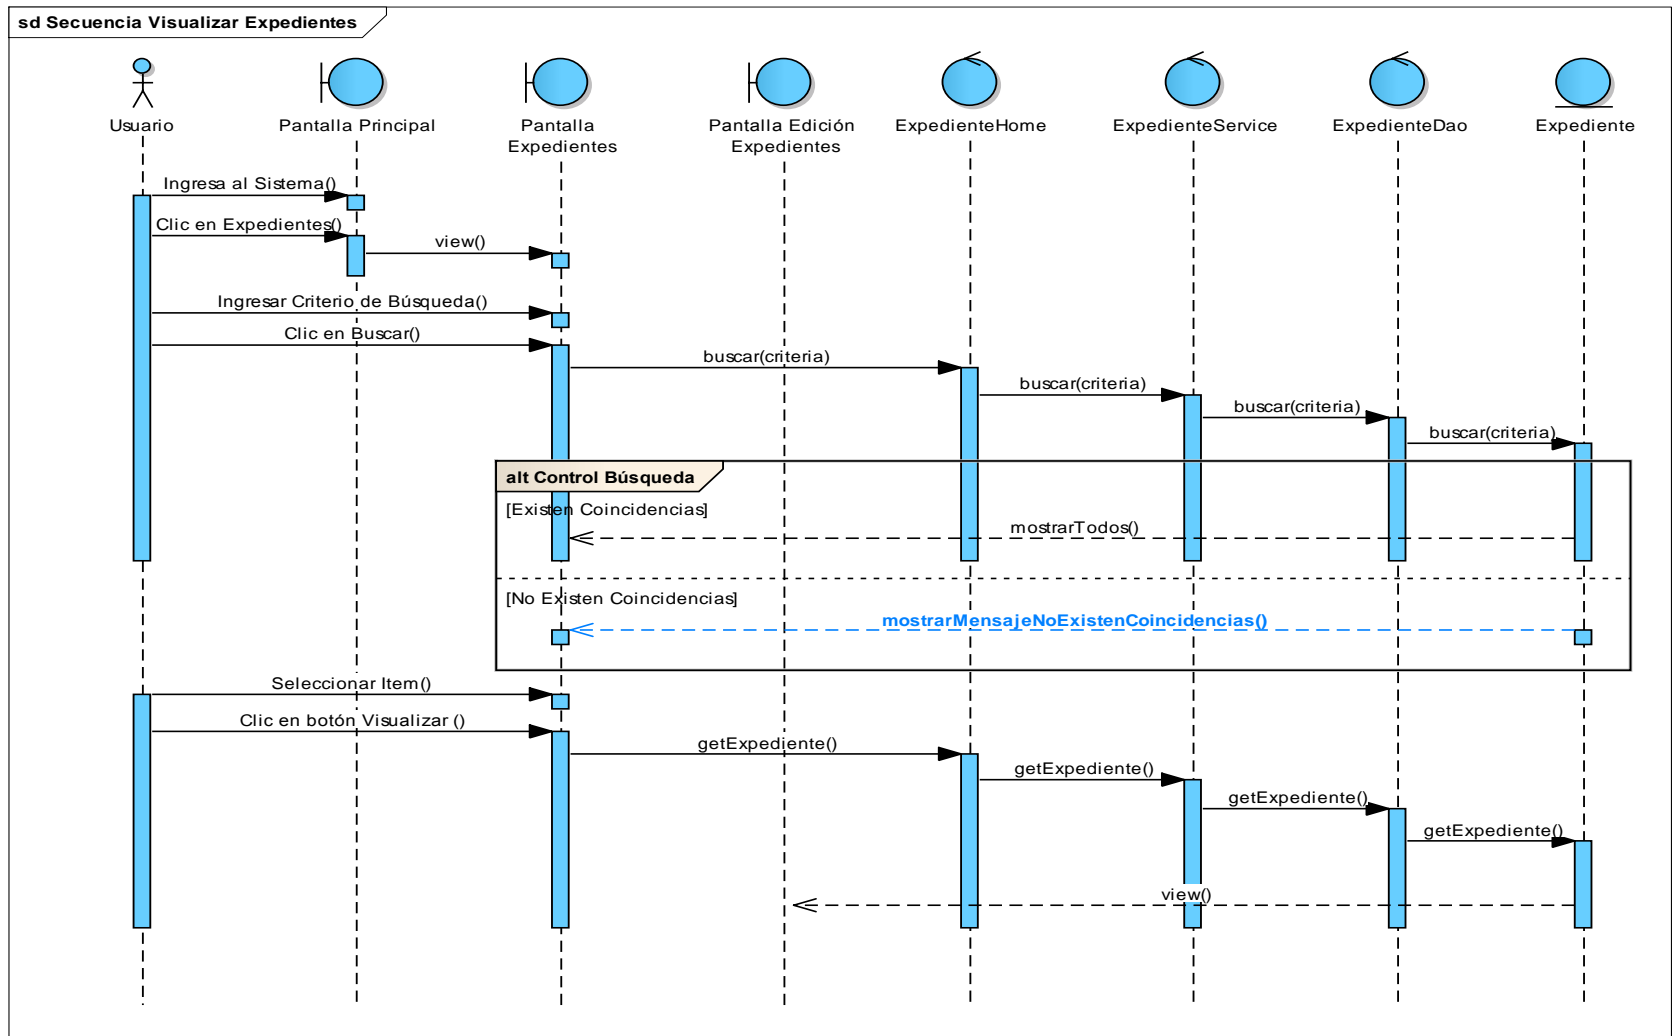 sd Secuencia Visualizar Expedientes
Usuario
Pantalla Principal
Pantalla
Expedientes
Pantalla Edición
Expedientes
ExpedienteHome
ExpedienteService
ExpedienteDao
Expediente
Ingresa al Sistema()
Clic en Expedientes()
view()
Ingresar Criterio de Búsqueda()
Clic en Buscar()
buscar(criteria)
buscar(criteria)
buscar(criteria)
buscar(criteria)
alt Control Búsqueda
[Existen Coincidencias]
mostrarTodos()
[No Existen Coincidencias]
mostrarMensajeNoExistenCoincidencias()
Seleccionar Item()
Clic en botón Visualizar ()
getExpediente()
getExpediente()
getExpediente()
getExpediente()
view()